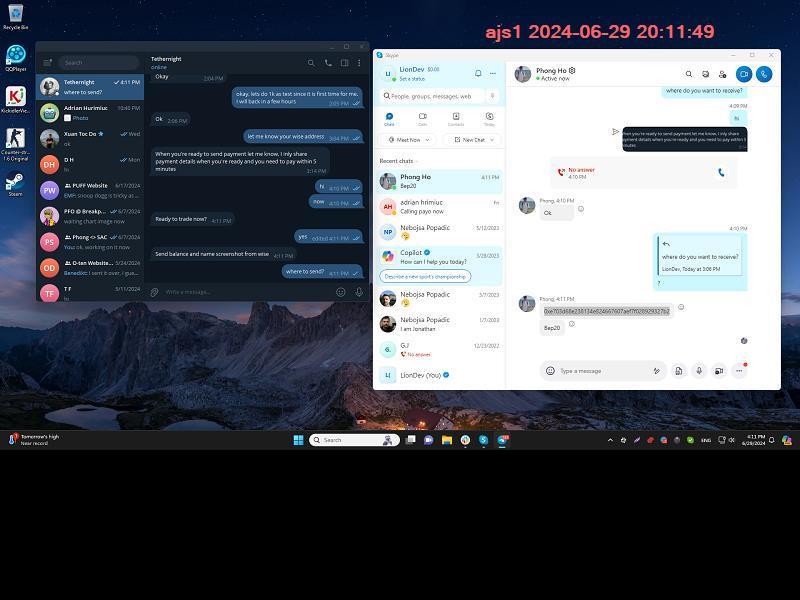 ajs1 2024-06-29 20:11:49
Recycle Bin
QQPlayer
KickidlerVie...
Counter-str...
1.6 Original
Steam
Search
Tethernight
4:11 PM
where to send?
Adrian Hurimiuc
10:40 PM
Photo
Xuan Toc Do
Wed
ok
D H
Mon
hi
PUFF Website
6/17/2024
EMP: snoop dogg is tricky at ...
PFO @ Breakp...
6/7/2024
waiting chart image now
Phong <> SAC
6/7/2024
You: ok, working on it now
O-ten Website...
5/24/2024
Benedikt: I sent it over, I gua...
T F
5/11/2024
hi
Tethernight
online
Okay
2:04 PM
okay, lets do 1k as test since it is first time for me.
I will back in a few hours
2:05 PM
Ok
2:06 PM
let me know your wise address
3:04 PM
When you're ready to send payment let me know, I inly share
payment details when you're ready and you need to pay within 5
minutes
3:14 PM
hi
4:10 PM
now
4:10 PM
Ready to trade now?
4:11 PM
yes
edited 4:11 PM
Send balance and name screenshot from wise
4:11 PM
where to send?
4:11 PM
Write a message...
Skype
LI
LionDev
$0.00
Set a status
People, groups, messages, web
Chats
Calls
Contacts
Today
Meet Now
New Chat
Recent chats
Phong Ho
4:11 PM
Bep20
AH
adrian hrimiuc
Fri
Calling payo now
NP
Nebojsa Popadic
5/12/2023
Copilot
5/28/2023
How can I help you today?
Describe a new sport's championship
Nebojsa Popadic
5/7/2023
Nebojsa Popadic
1/7/2023
I am Jonathan
G.J
12/23/2022
No answer
LI
LionDev (You)
Phong Ho
Active now
where do you want to receive?
4:09 PM
hi
When you're ready to send payment let me know, I inly share
payment details when you're ready and you need to pay within 5
minutes
No answer
4:10 PM
Phong, 4:10 PM
Ok
4:10 PM
where do you want to receive?
LionDev, Today at 3:06 PM
?
Phong, 4:11 PM
Bep20
Type a message
Tomorrow's high
Near record
Search
ENG
4:11 PM
6/29/2024